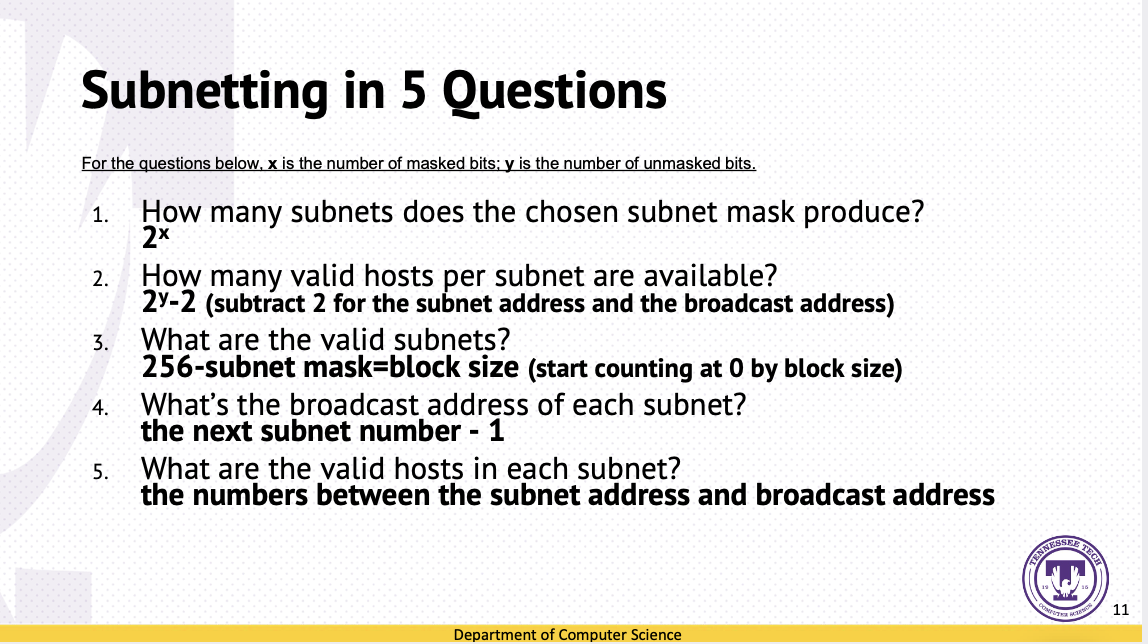 Subnetting in 5 Questions
For the questions below, x is the number of masked bits; y is the number of unmasked bits.
1. How many subnets does the chosen subnet mask produce?
2ˣ
2. How many valid hosts per subnet are available?
2ʸ-2 (subtract 2 for the subnet address and the broadcast address)
3. What are the valid subnets?
256-subnet mask=block size (start counting at 0 by block size)
4. What's the broadcast address of each subnet?
the next subnet number - 1
5. What are the valid hosts in each subnet?
the numbers between the subnet address and broadcast address
TENNESSEE TECH
19 15
COMPUTER SCIENCE
11
Department of Computer Science